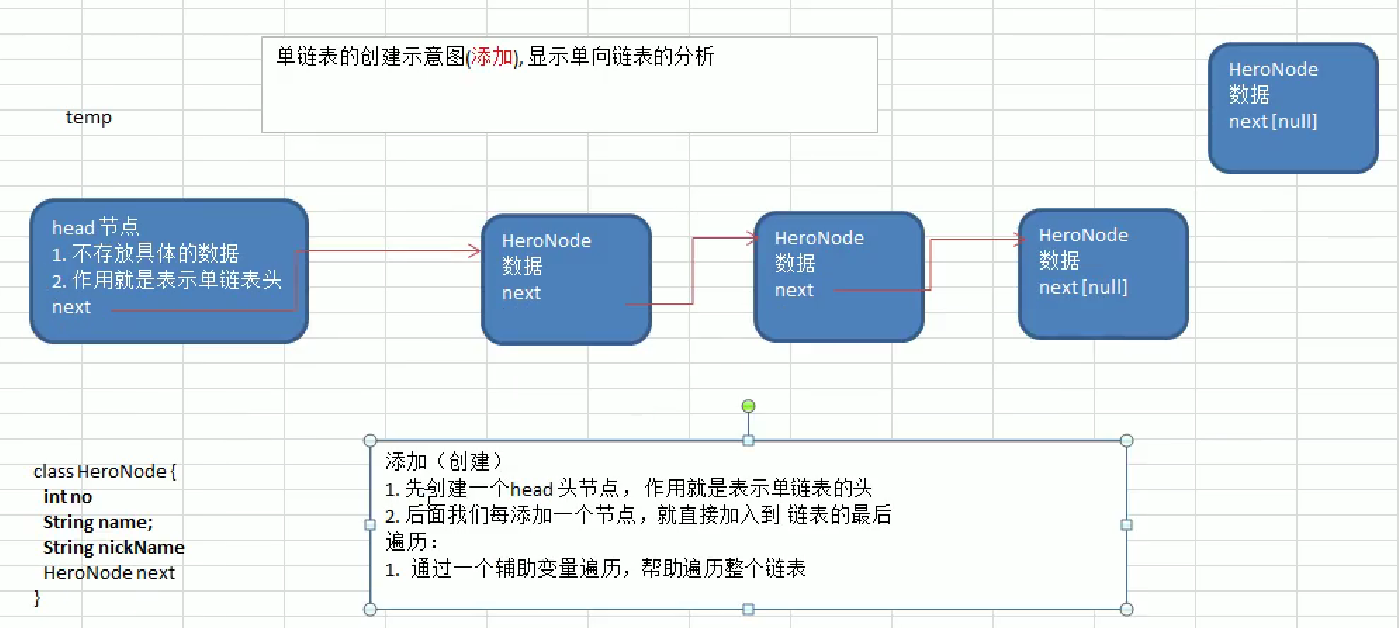 单链表的创建示意图(添加), 显示单向链表的分析
temp
HeroNode
数据
next [null]
head 节点
1. 不存放具体的数据
2. 作用就是表示单链表头
next
HeroNode
数据
next
HeroNode
数据
next
HeroNode
数据
next [null]
class HeroNode {
int no
String name;
String nickName
HeroNode next
}
添加（创建）
1. 先创建一个head 头节点， 作用就是表示单链表的头
2. 后面我们每添加一个节点，就直接加入到 链表的最后
遍历：
1. 通过一个辅助变量遍历，帮助遍历整个链表